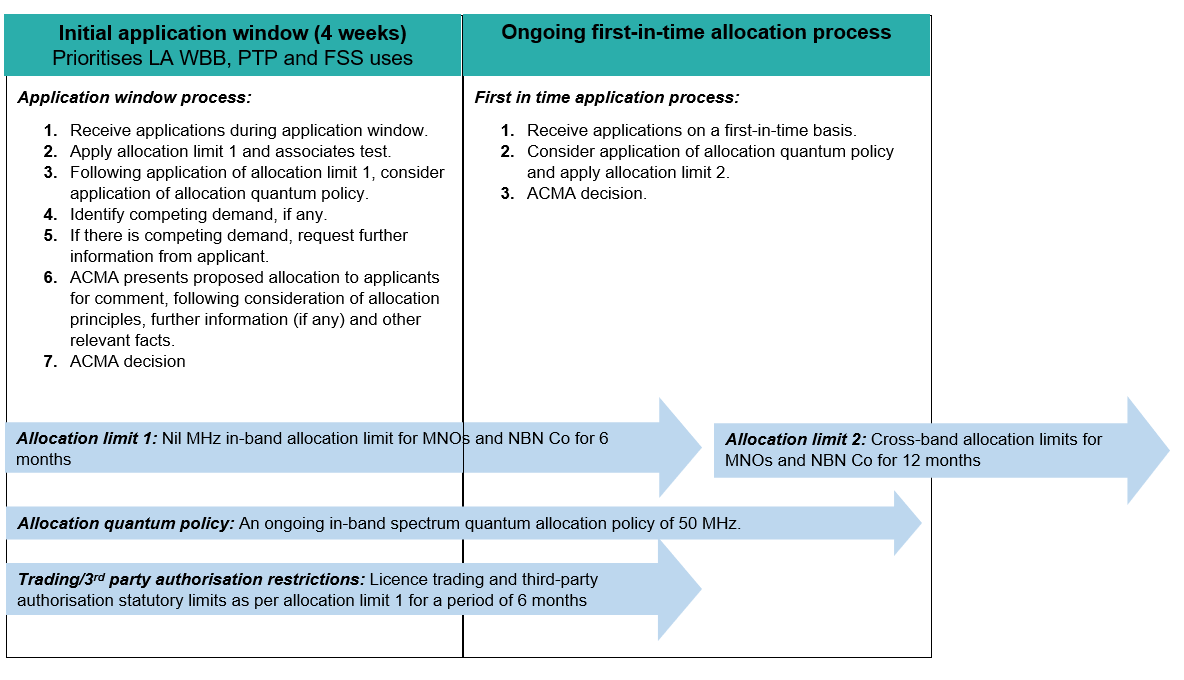 Initial application window (4 weeks)
Prioritises LA WBB, PTP and FSS uses
Ongoing first-in-time allocation process
Application window process:
1. Receive applications during application window.
2. Apply allocation limit 1 and associates test.
3. Following application of allocation limit 1, consider
application of allocation quantum policy.
4. Identify competing demand, if any.
5. If there is competing demand, request further
information from applicant.
6. ACMA presents proposed allocation to applicants
for comment, following consideration of allocation
principles, further information (if any) and other
relevant facts.
7. ACMA decision
First in time application process:
1. Receive applications on a first-in-time basis.
2. Consider application of allocation quantum policy
and apply allocation limit 2.
3. ACMA decision.
Allocation limit 1: Nil MHz in-band allocation limit for MNOs and NBN Co for 6
months
Allocation limit 2: Cross-band allocation limits for
MNOs and NBN Co for 12 months
Allocation quantum policy: An ongoing in-band spectrum quantum allocation policy of 50 MHz.
Trading/3rd party authorisation restrictions: Licence trading and third-party
authorisation statutory limits as per allocation limit 1 for a period of 6 months